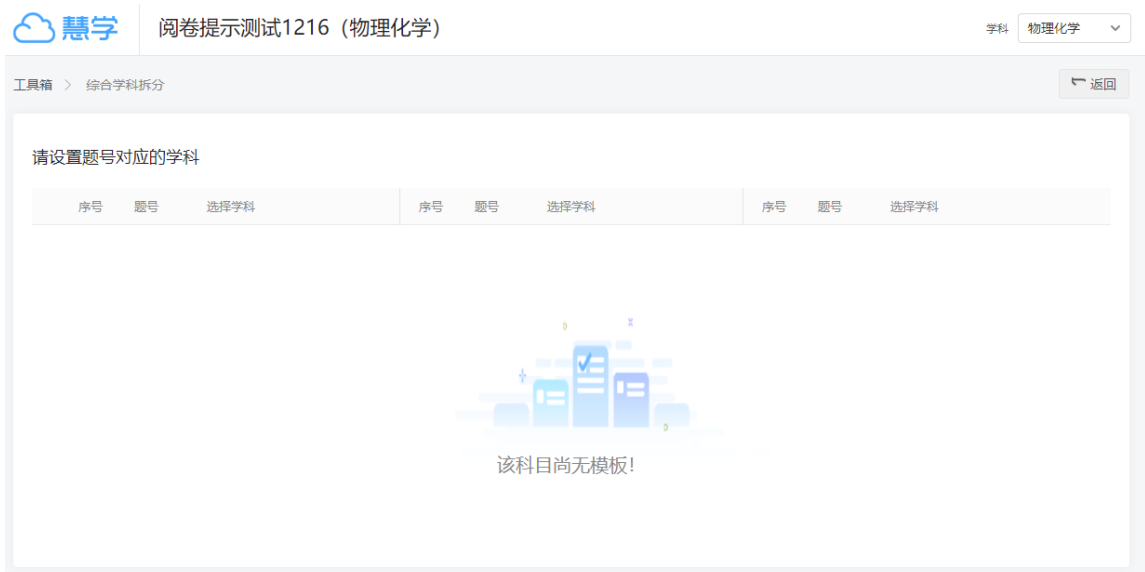 慧学 阅卷提示测试1216（物理化学） 学科 物理化学
工具箱 > 综合学科拆分 返回
请设置题号对应的学科
序号 题号 选择学科 序号 题号 选择学科 序号 题号 选择学科
该科目尚无模板!